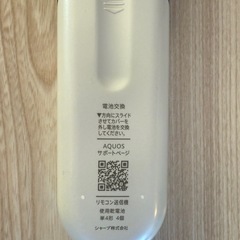 電池交換
▼方向にスライド
させてカバーを
外し電池を交換
してください
AQUOS
サポートページ
リモコン送信機
使用乾電池
単4形 4個
シャープ株式会社